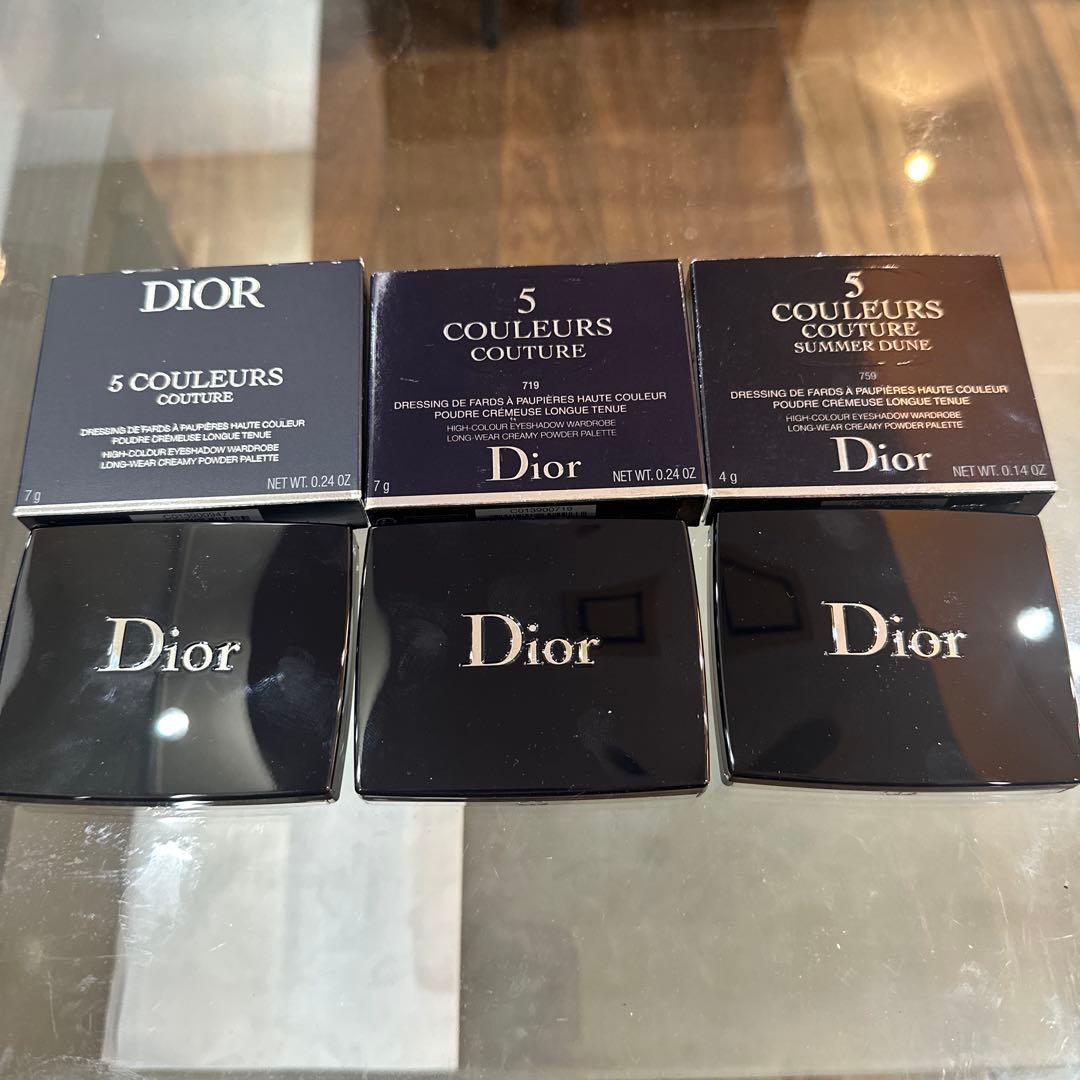 DIOR
5 COULEURS
COUTURE
DRESSING DE FARDS À PAUPIÈRES HAUTE COULEUR
POUDRE CRÉMEUSE LONGUE TENUE
HIGH-COLOUR EYESHADOW WARDROBE
LONG-WEAR CREAMY POWDER PALETTE
7 g
NET WT. 0.24 OZ
C013900947
5
COULEURS
COUTURE
719
DRESSING DE FARDS À PAUPIÈRES HAUTE COULEUR
POUDRE CRÉMEUSE LONGUE TENUE
HIGH-COLOUR EYESHADOW WARDROBE
LONG-WEAR CREAMY POWDER PALETTE
Dior
7 g
NET WT. 0.24 OZ
C013900719
5
COULEURS
COUTURE
SUMMER DUNE
759
DRESSING DE FARDS À PAUPIÈRES HAUTE COULEUR
POUDRE CRÉMEUSE LONGUE TENUE
HIGH-COLOUR EYESHADOW WARDROBE
LONG-WEAR CREAMY POWDER PALETTE
Dior
4 g
NET WT. 0.14 OZ
Dior
Dior
Dior